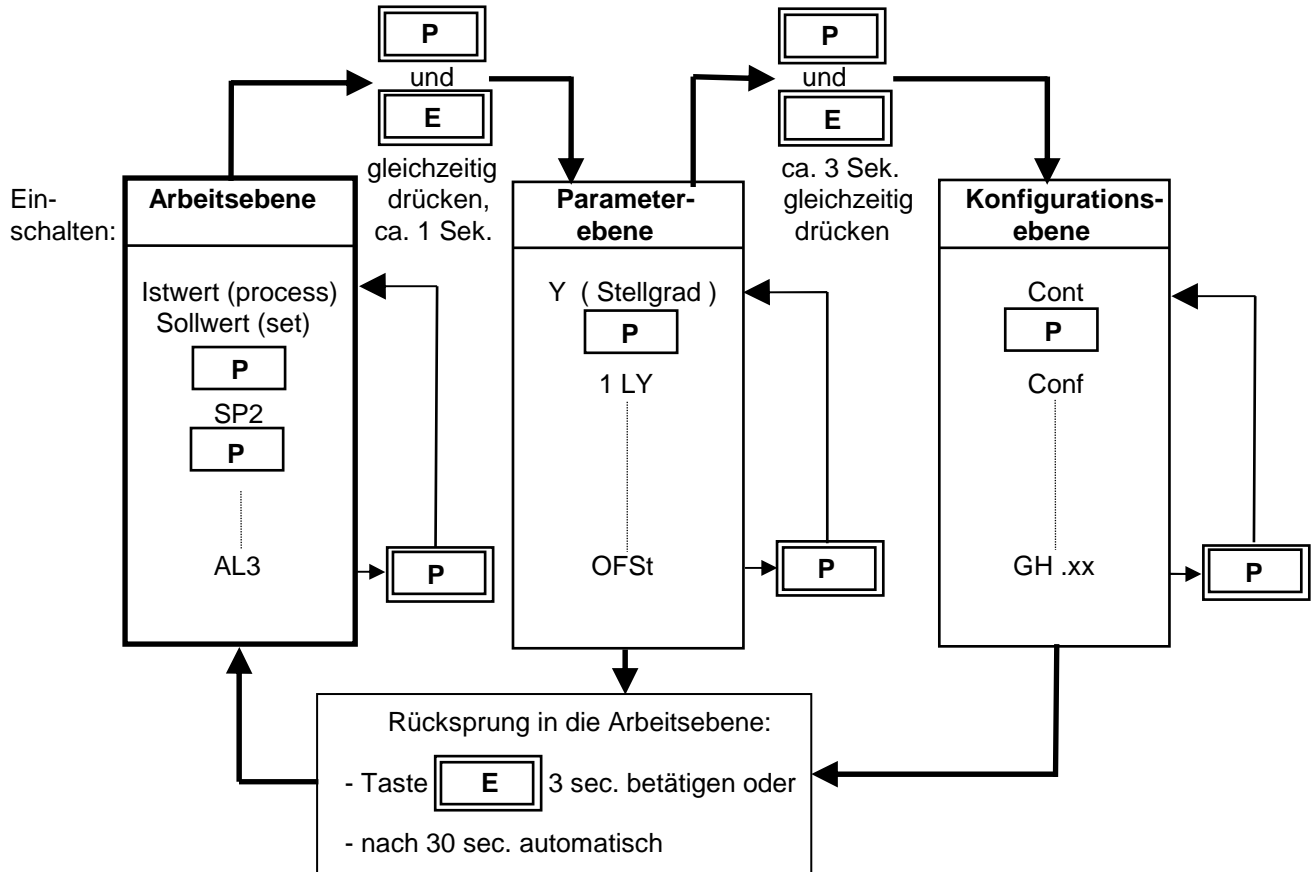 P
und
E
gleichzeitig
drücken,
ca. 1 Sek.
P
und
E
ca. 3 Sek.
gleichzeitig
drücken
Ein-
schalten:
Arbeitsebene
Istwert (process)
Sollwert (set)
P
SP2
P
AL3
P
Parameter-
ebene
Y ( Stellgrad )
P
1 LY
OFSt
P
Konfigurations-
ebene
Cont
P
Conf
GH .xx
P
Rücksprung in die Arbeitsebene:
- Taste E 3 sec. betätigen oder
- nach 30 sec. automatisch